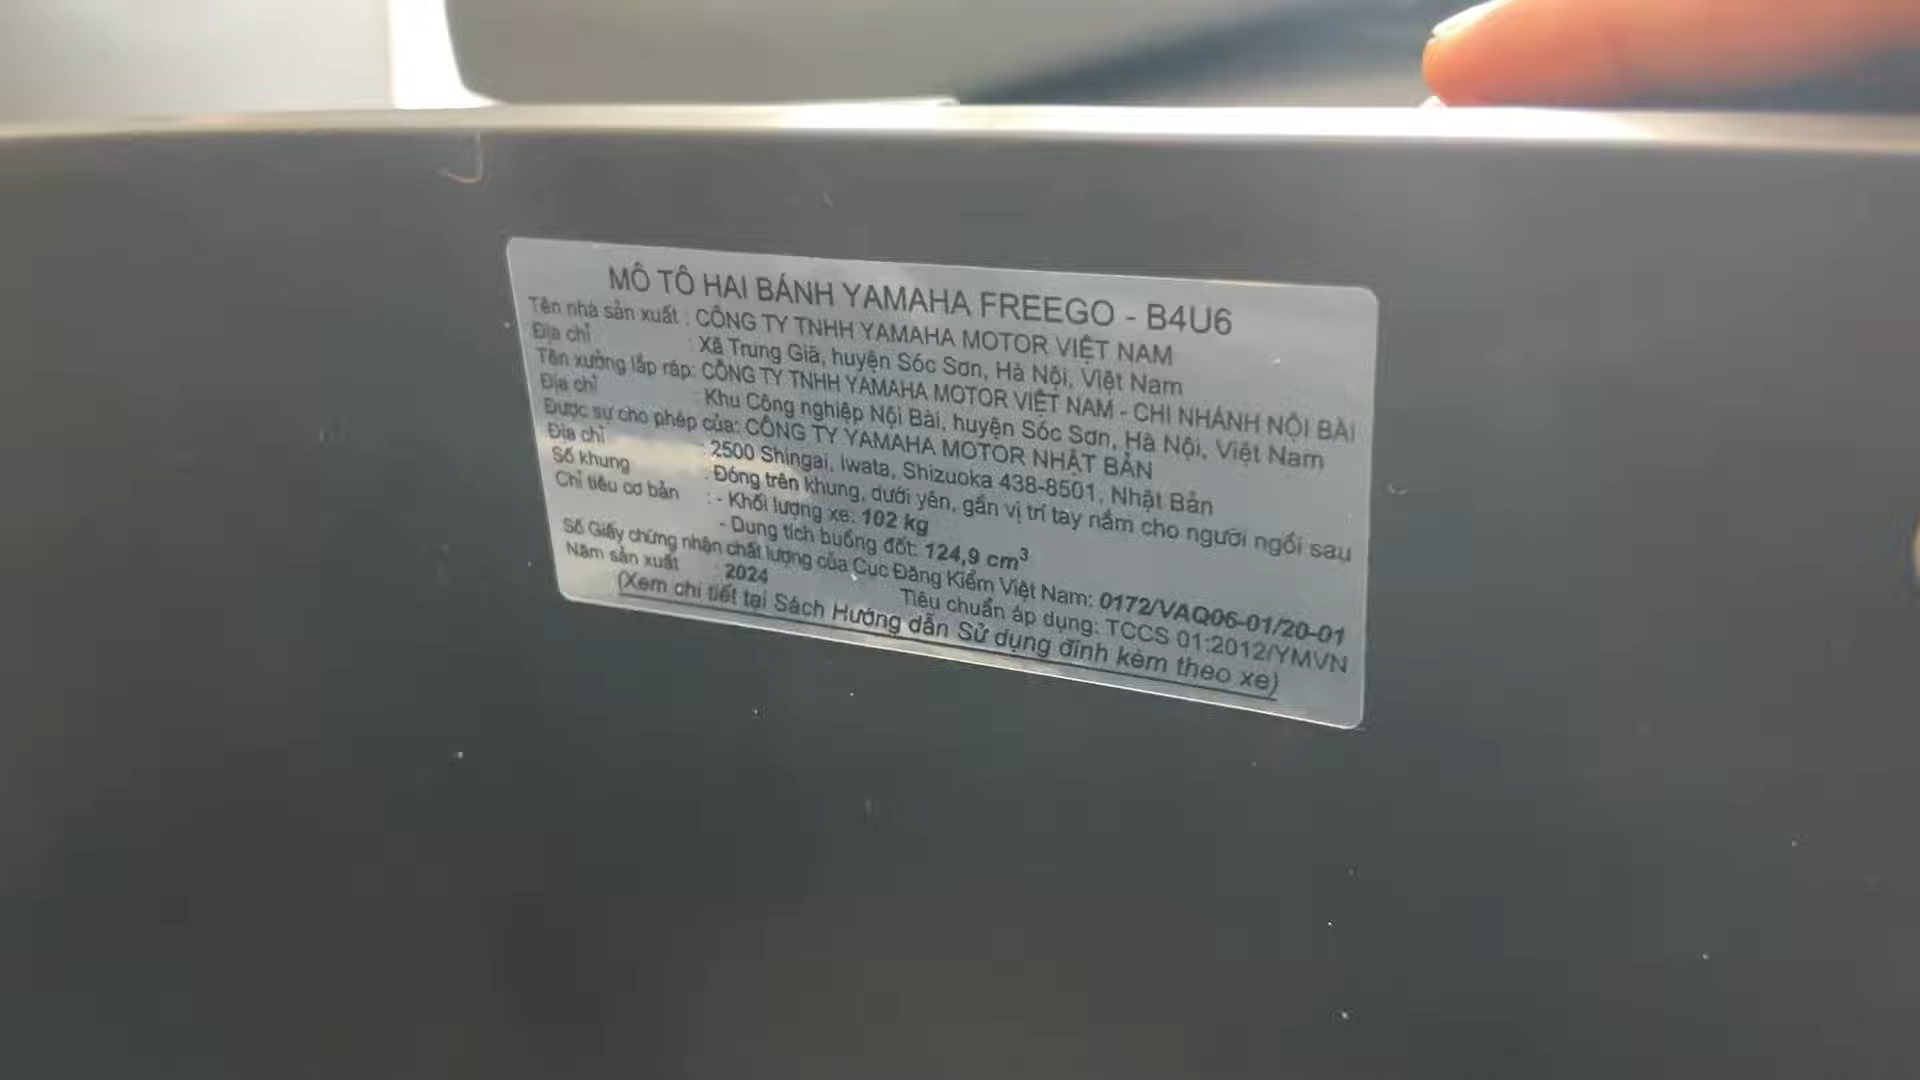 MÔ TÔ HAI BÁNH YAMAHA FREEGO - B4U6
Tên nhà sản xuất : CÔNG TY TNHH YAMAHA MOTOR VIỆT NAM
Địa chỉ : Xã Trung Giã, huyện Sóc Sơn, Hà Nội, Việt Nam
Tên xưởng lắp ráp: CÔNG TY TNHH YAMAHA MOTOR VIỆT NAM - CHI NHÁNH NỘI BÀI
Địa chỉ : Khu Công nghiệp Nội Bài, huyện Sóc Sơn, Hà Nội, Việt Nam
Được sự cho phép của: CÔNG TY YAMAHA MOTOR NHẬT BẢN
Địa chỉ : 2500 Shingai, Iwata, Shizuoka 438-8501, Nhật Bản
Số khung : Đóng trên khung, dưới yên, gần vị trí tay nắm cho người ngồi sau
Chỉ tiêu cơ bản : - Khối lượng xe: 102 kg
- Dung tích buồng đốt: 124,9 cm³
Số Giấy chứng nhận chất lượng của Cục Đăng Kiểm Việt Nam: 0172/VAQ06-01/20-01
Năm sản xuất : 2024 Tiêu chuẩn áp dụng: TCCS 01:2012/YMVN
(Xem chi tiết tại Sách Hướng dẫn Sử dụng đính kèm theo xe)